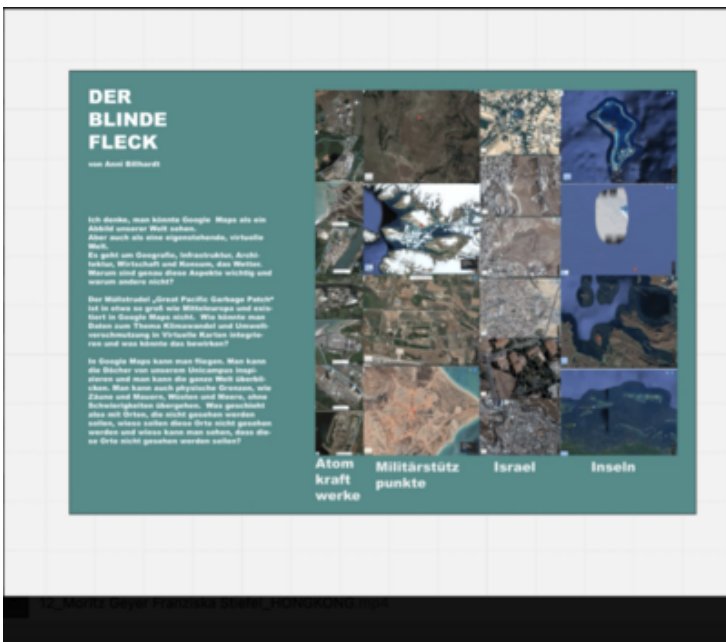 DER
BLINDE
FLECK
von Anni Billhardt
Ich denke, man könnte Google Maps als ein
Abbild unserer Welt sehen.
Aber auch als eine eigenstehende, virtuelle
Welt.
Es geht um Geografie, Infrastruktur, Archi-
tektur, Wirtschaft und Konsum, das Wetter.
Warum sind genau diese Aspekte wichtig und
warum andere nicht?
Der Müllstrudel „Great Pacific Garbage Patch“
ist in etwa so groß wie Mitteleuropa und exis-
tiert in Google Maps nicht. Wie könnte man
Daten zum Thema Klimawandel und Umwelt-
verschmutzung in Virtuelle Karten integrie-
ren und was könnte das bewirken?
In Google Maps kann man fliegen. Man kann
die Dächer von unserem Unicampus inspi-
zieren und man kann die ganze Welt überbli-
cken. Man kann auch physische Grenzen, wie
Zäune und Mauern, Wüsten und Meere, ohne
Schwierigkeiten übergehen. Was geschieht
also mit Orten, die nicht gesehen werden
sollen, wieso sollen diese Orte nicht gesehen
werden und wieso kann man sehen, dass die-
se Orte nicht gesehen werden sollen?
Atom
kraft
werke
Militärstütz
punkte
Israel
Inseln
12_Moritz Geyer Franziska Stiefel_HONGKONG.mp4